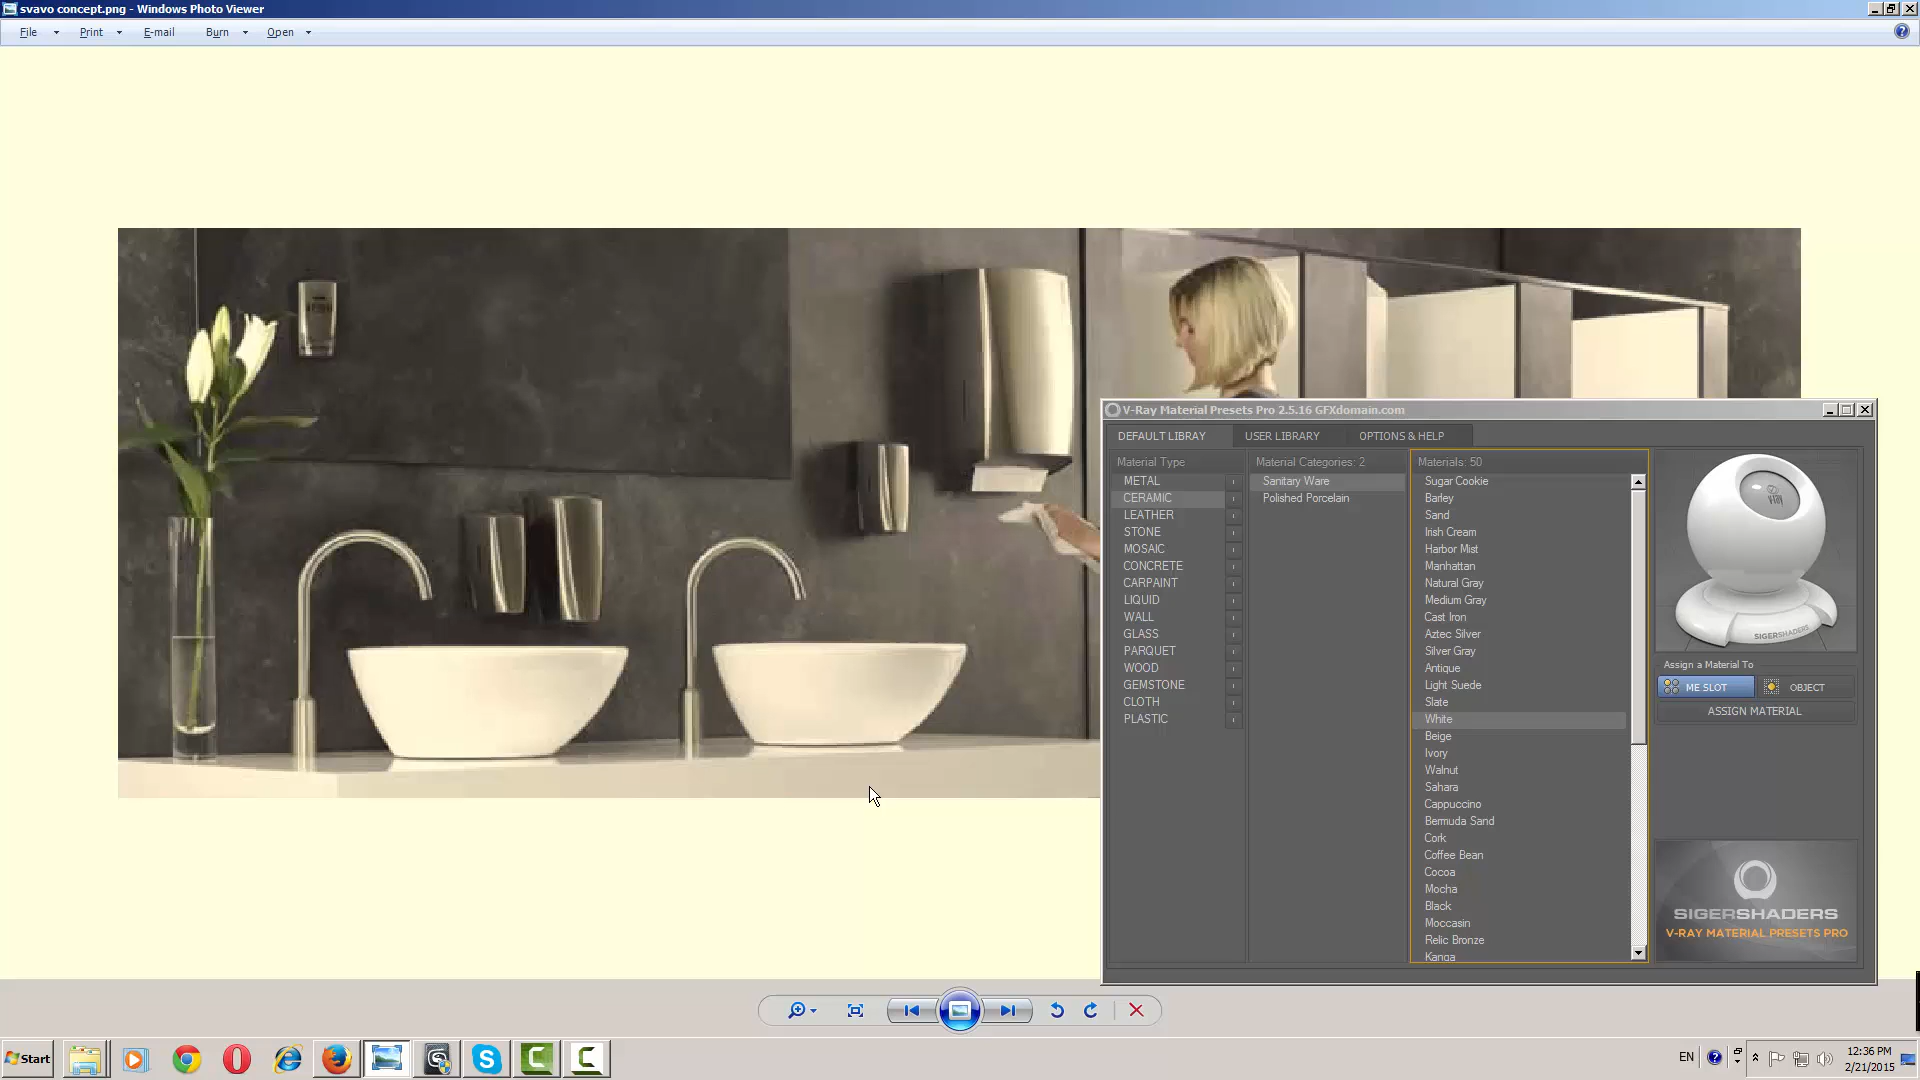 svavo concept.png - Windows Photo Viewer
File Print E-mail Burn Open
V-Ray Material Presets Pro 2.5.16 GFXdomain.com
DEFAULT LIBRAY USER LIBRARY OPTIONS & HELP
Material Type Material Categories: 2 Materials: 50
METAL Sanitary Ware Sugar Cookie
CERAMIC Polished Porcelain Barley
LEATHER Sand
STONE Irish Cream
MOSAIC Harbor Mist
CONCRETE Manhattan
CARPAINT Natural Gray
LIQUID Medium Gray
WALL Cast Iron
GLASS Aztec Silver
PARQUET Silver Gray
WOOD Antique
GEMSTONE Light Suede
CLOTH Slate
PLASTIC White
Beige
Ivory
Walnut
Sahara
Cappuccino
Bermuda Sand
Cork
Coffee Bean
Cocoa
Mocha
Black
Moccasin
Relic Bronze
Kanga
V-RAY
SIGERSHADERS
Assign a Material To
ME SLOT OBJECT
ASSIGN MATERIAL
SIGERSHADERS
V-RAY MATERIAL PRESETS PRO
Start
EN
12:36 PM
2/21/2015